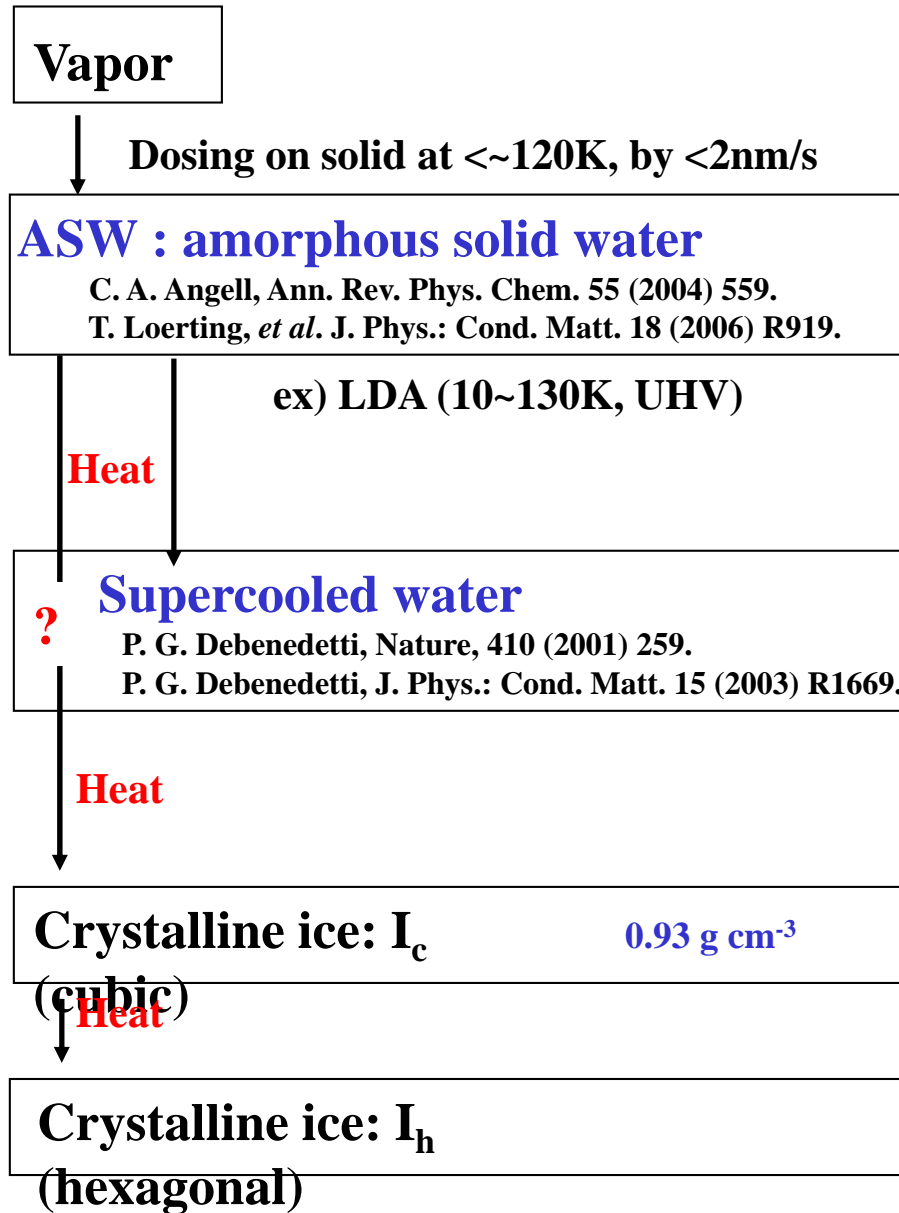 Vapor
Dosing on solid at <~120K, by <2nm/s
ASW : amorphous solid water
C. A. Angell, Ann. Rev. Phys. Chem. 55 (2004) 559.
T. Loerting, et al. J. Phys.: Cond. Matt. 18 (2006) R919.
ex) LDA (10~130K, UHV)
Heat
Supercooled water
?
P. G. Debenedetti, Nature, 410 (2001) 259.
P. G. Debenedetti, J. Phys.: Cond. Matt. 15 (2003) R1669.
Heat
Crystalline ice: Ic 0.93 g cm-3
(cubic)
Heat
Crystalline ice: Ih
(hexagonal)